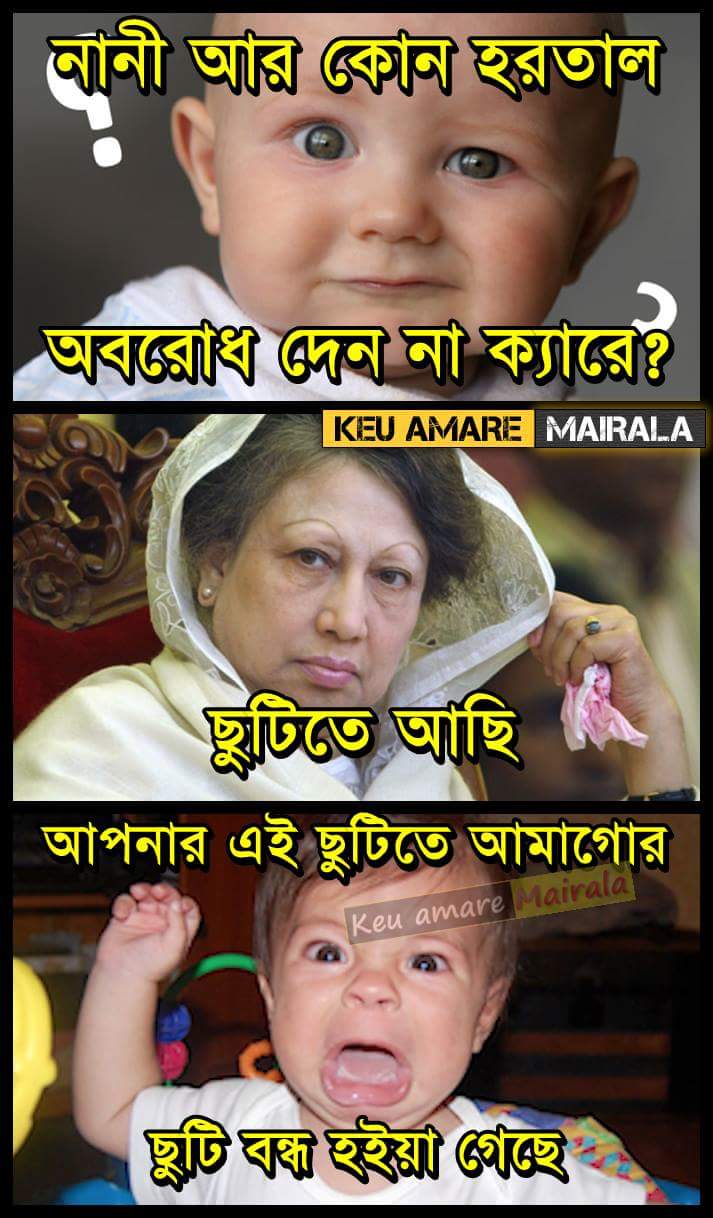 নানী আর কোন হরতাল
অবরোধ দেন না ক্যারে?
KEU AMARE MAIRALA
ছুটিতে আছি
আপনার এই ছুটিতে আমাগোর
Keu amare Mairala
ছুটি বন্ধ হইয়া গেছে